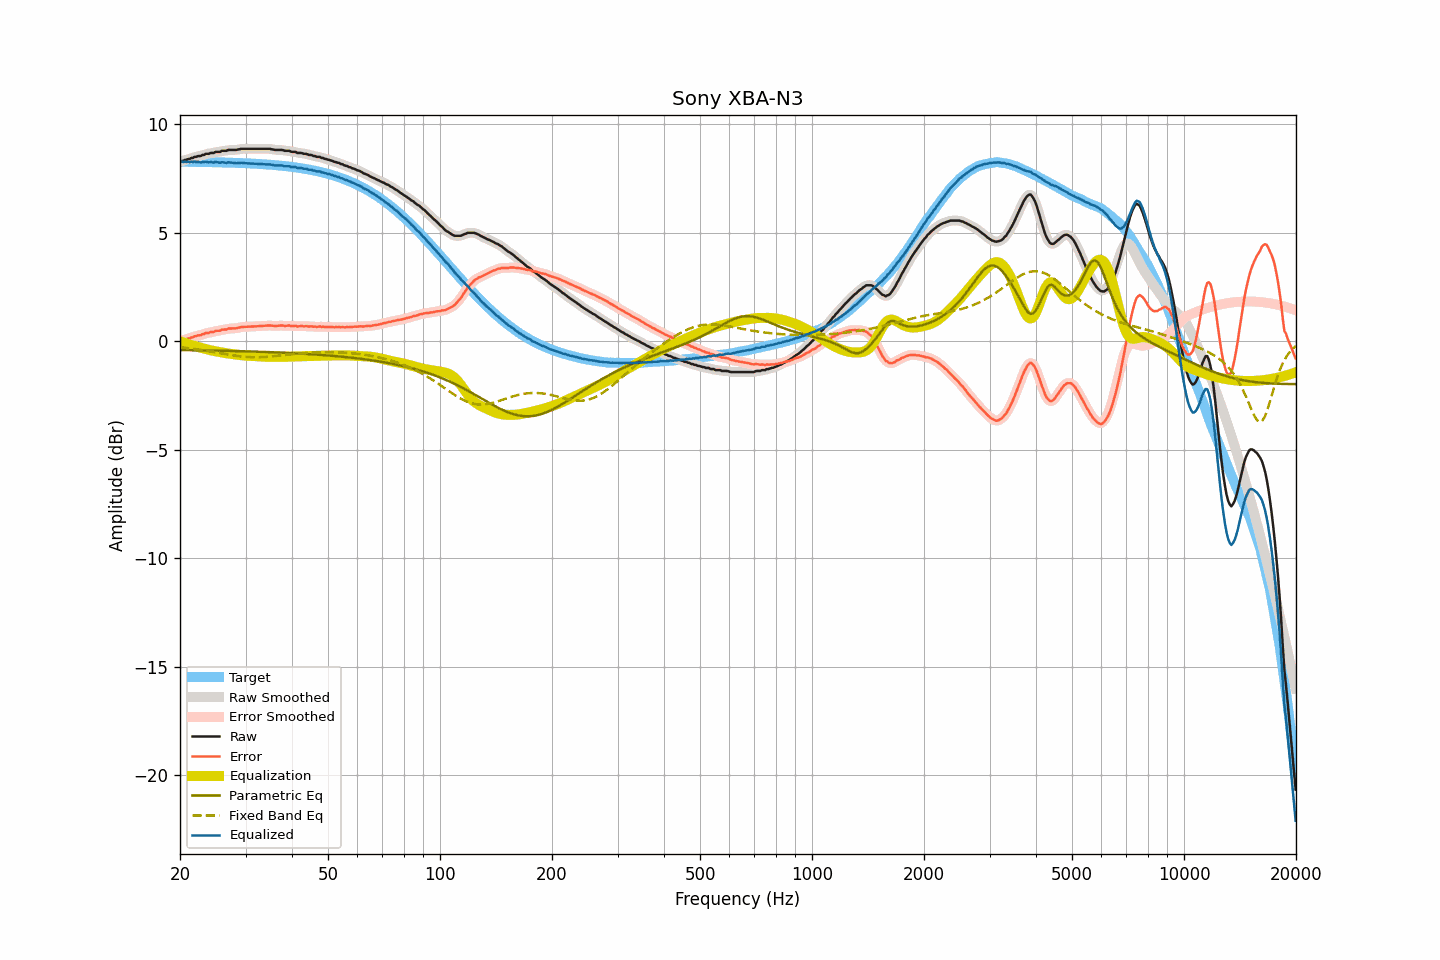 Sony XBA-N3
10
5
0
−5
−10
−15
−20
Amplitude (dBr)
Target
Raw Smoothed
Error Smoothed
Raw
Error
Equalization
Parametric Eq
Fixed Band Eq
Equalized
20 50 100 200 500 1000 2000 5000 10000 20000
Frequency (Hz)